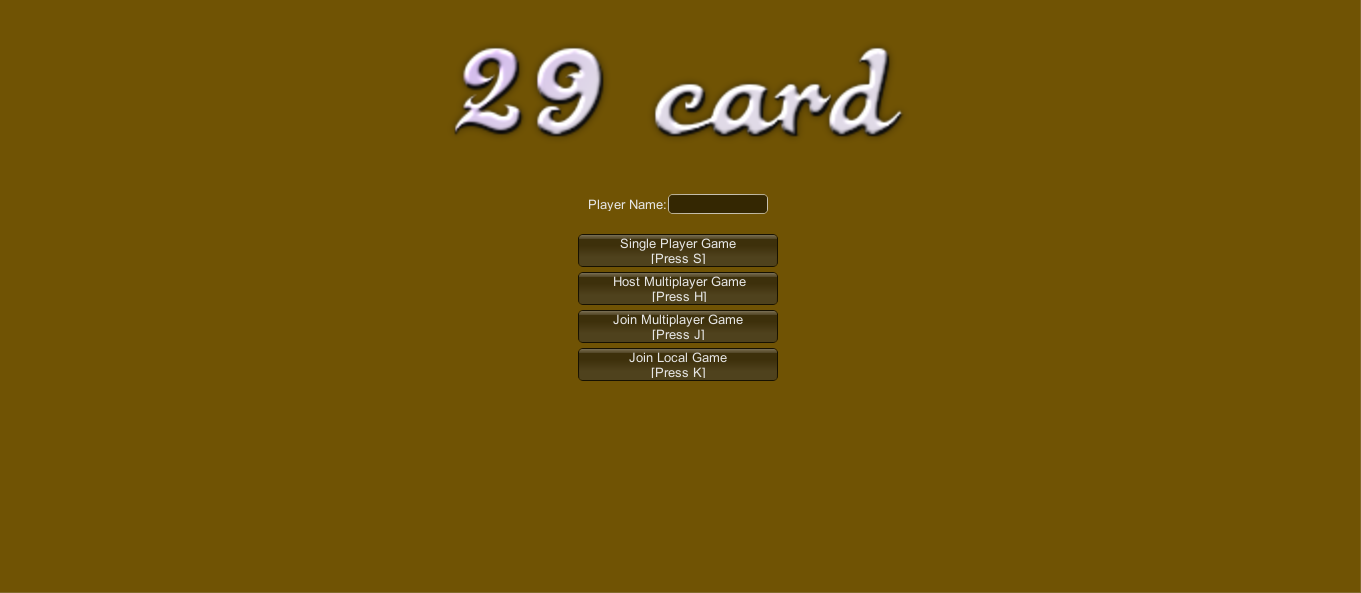 29 card
Player Name:
Single Player Game
[Press S]
Host Multiplayer Game
[Press H]
Join Multiplayer Game
[Press J]
Join Local Game
[Press K]